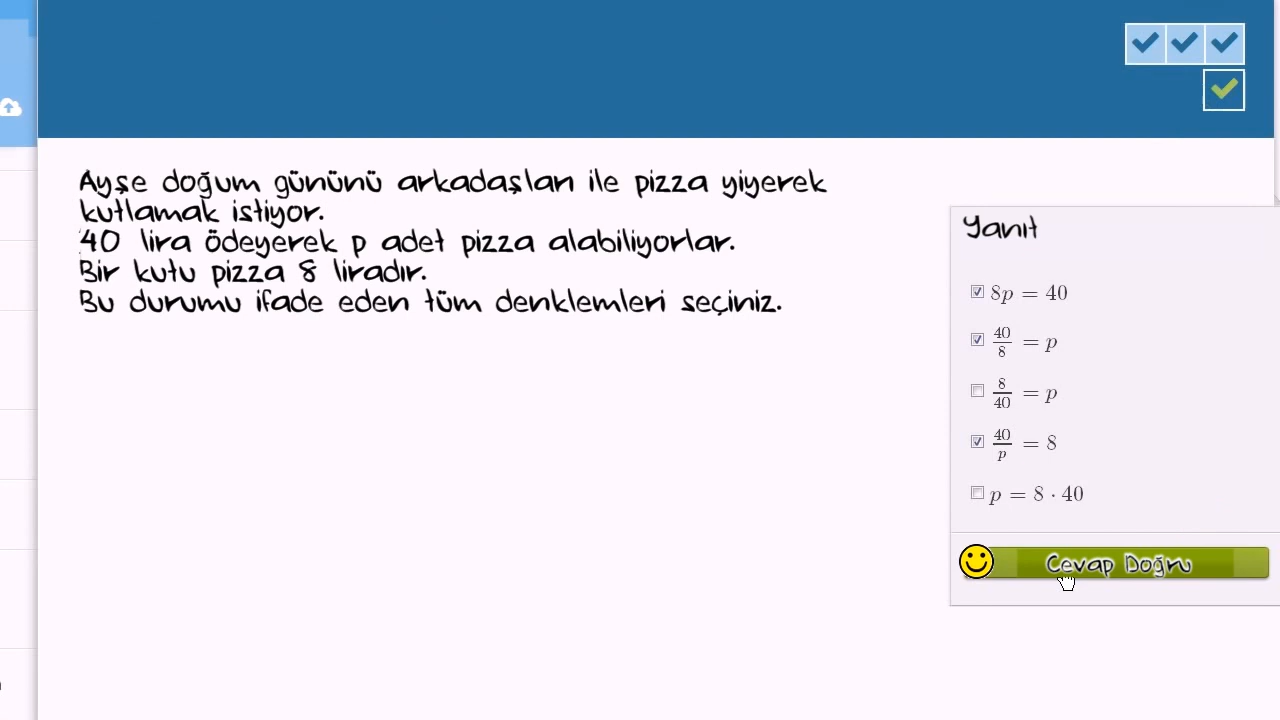 Ayşe doğum gününü arkadaşları ile pizza yiyerek
kutlamak istiyor.
40 lira ödeyerek p adet pizza alabiliyorlar.
Bir kutu pizza 8 liradır.
Bu durumu ifade eden tüm denklemleri seçiniz.
Yanıt
8p = 40
40/8 = p
8/40 = p
40/p = 8
p = 8 · 40
Cevap Doğru